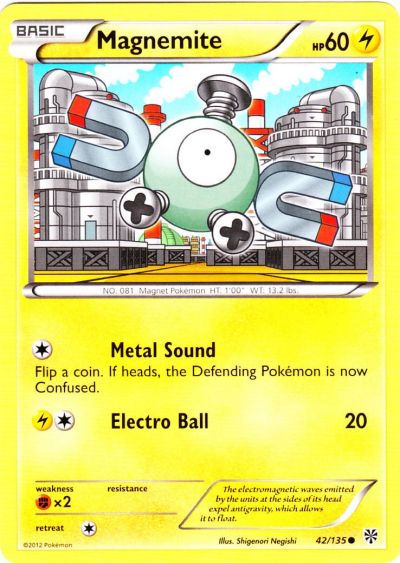 BASIC
Magnemite HP60
NO. 081 Magnet Pokémon HT: 1'00" WT: 13.2 lbs.
Metal Sound
Flip a coin. If heads, the Defending Pokémon is now
Confused.
Electro Ball 20
weakness resistance
×2
The electromagnetic waves emitted
by the units at the sides of its head
expel antigravity, which allows
it to float.
retreat
©2012 Pokémon Illus. Shigenori Negishi 42/135